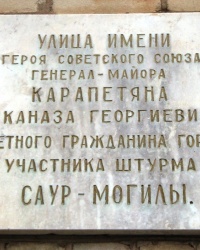 УЛИЦА ИМЕНИ
ГЕРОЯ СОВЕТСКОГО СОЮЗА
ГЕНЕРАЛ-МАЙОРА
КАРАПЕТЯНА
КАНАЗА ГЕОРГИЕВИ
ЕТНОГО ГРАЖДАНИНА ГОР
УЧАСТНИКА ШТУРМА
САУР-МОГИЛЫ.